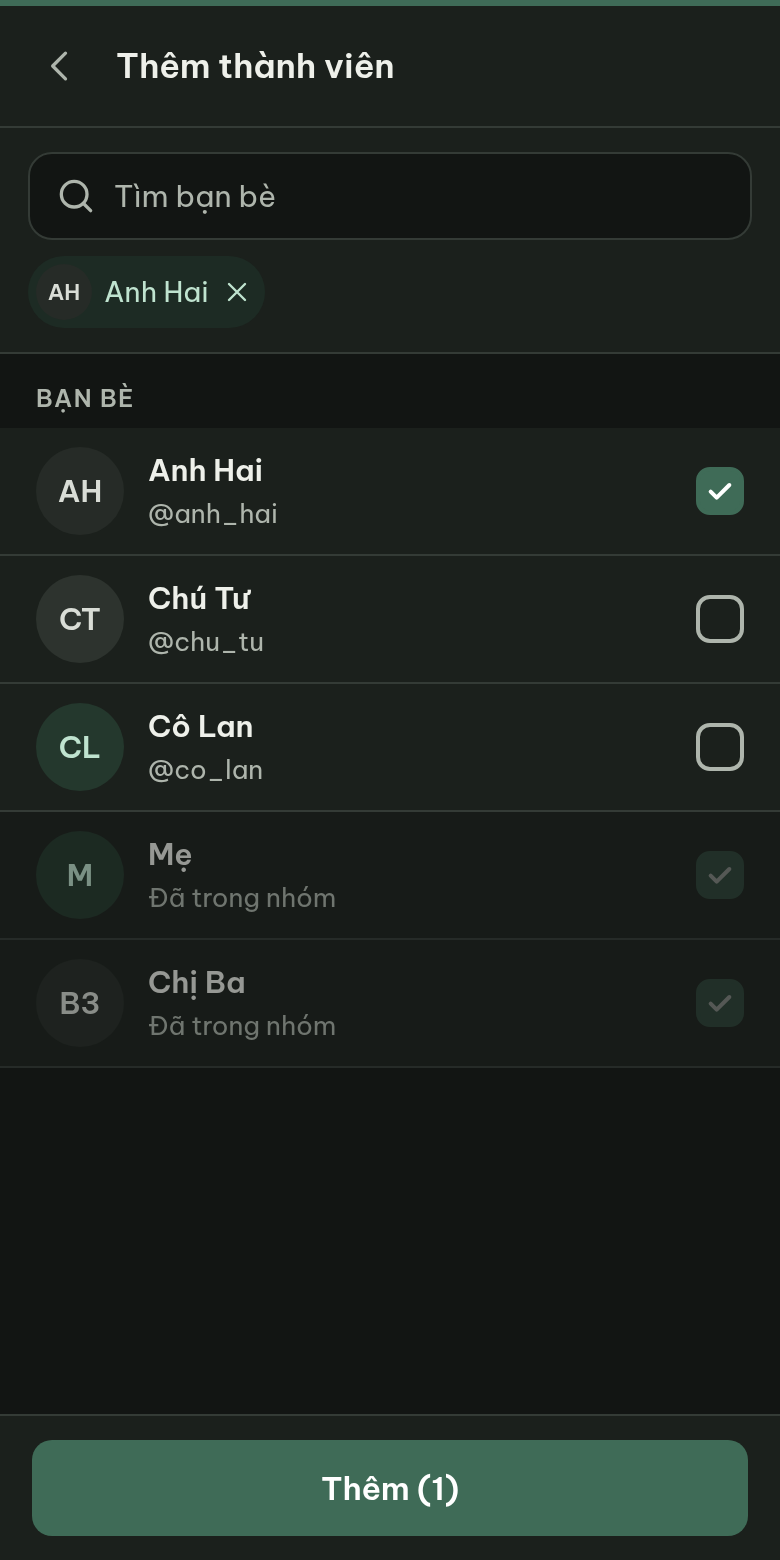 Thêm thành viên
Tìm bạn bè
AH Anh Hai
BẠN BÈ
AH
Anh Hai
@anh_hai
CT
Chú Tư
@chu_tu
CL
Cô Lan
@co_lan
M
Mẹ
Đã trong nhóm
B3
Chị Ba
Đã trong nhóm
Thêm (1)